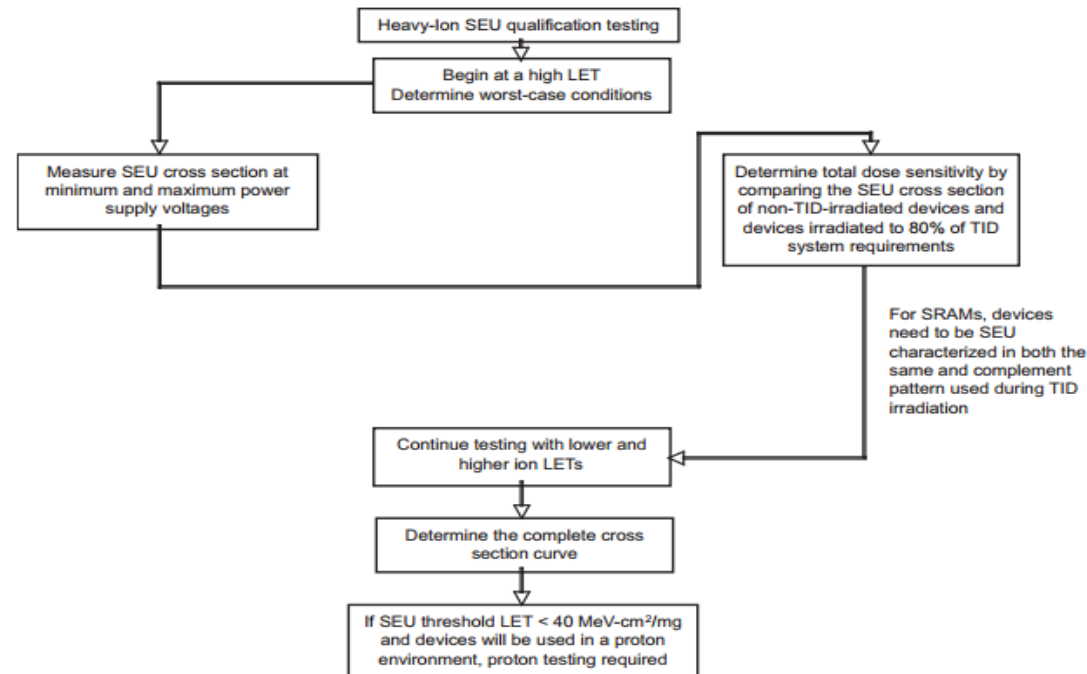 Heavy-Ion SEU qualification testing
Begin at a high LET
Determine worst-case conditions
Measure SEU cross section at
minimum and maximum power
supply voltages
Determine total dose sensitivity by
comparing the SEU cross section
of non-TID-irradiated devices and
devices irradiated to 80% of TID
system requirements
For SRAMs, devices
need to be SEU
characterized in both the
same and complement
pattern used during TID
irradiation
Continue testing with lower and
higher ion LETs
Determine the complete cross
section curve
If SEU threshold LET < 40 MeV-cm²/mg
and devices will be used in a proton
environment, proton testing required